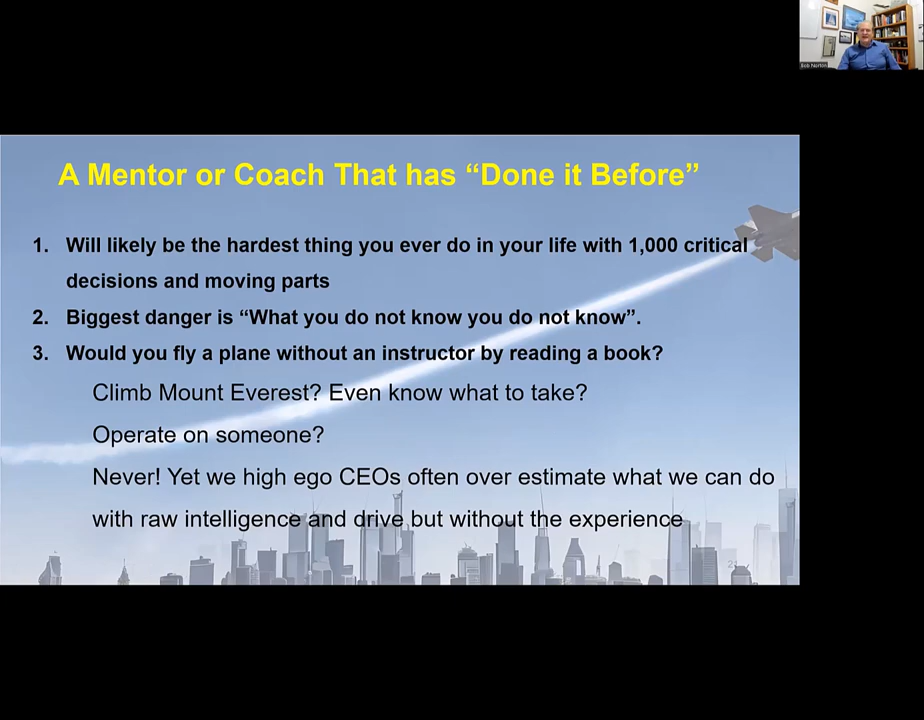 Bob Norton
A Mentor or Coach That has “Done it Before”
1. Will likely be the hardest thing you ever do in your life with 1,000 critical
decisions and moving parts
2. Biggest danger is “What you do not know you do not know”.
3. Would you fly a plane without an instructor by reading a book?
Climb Mount Everest? Even know what to take?
Operate on someone?
Never! Yet we high ego CEOs often over estimate what we can do
with raw intelligence and drive but without the experience